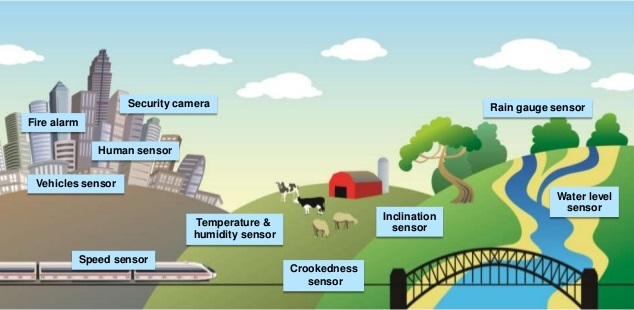 Security camera
Rain gauge sensor
Fire alarm
Human sensor
Vehicles sensor
Water level
sensor
Temperature &
humidity sensor
Inclination
sensor
Speed sensor
Crookedness
sensor